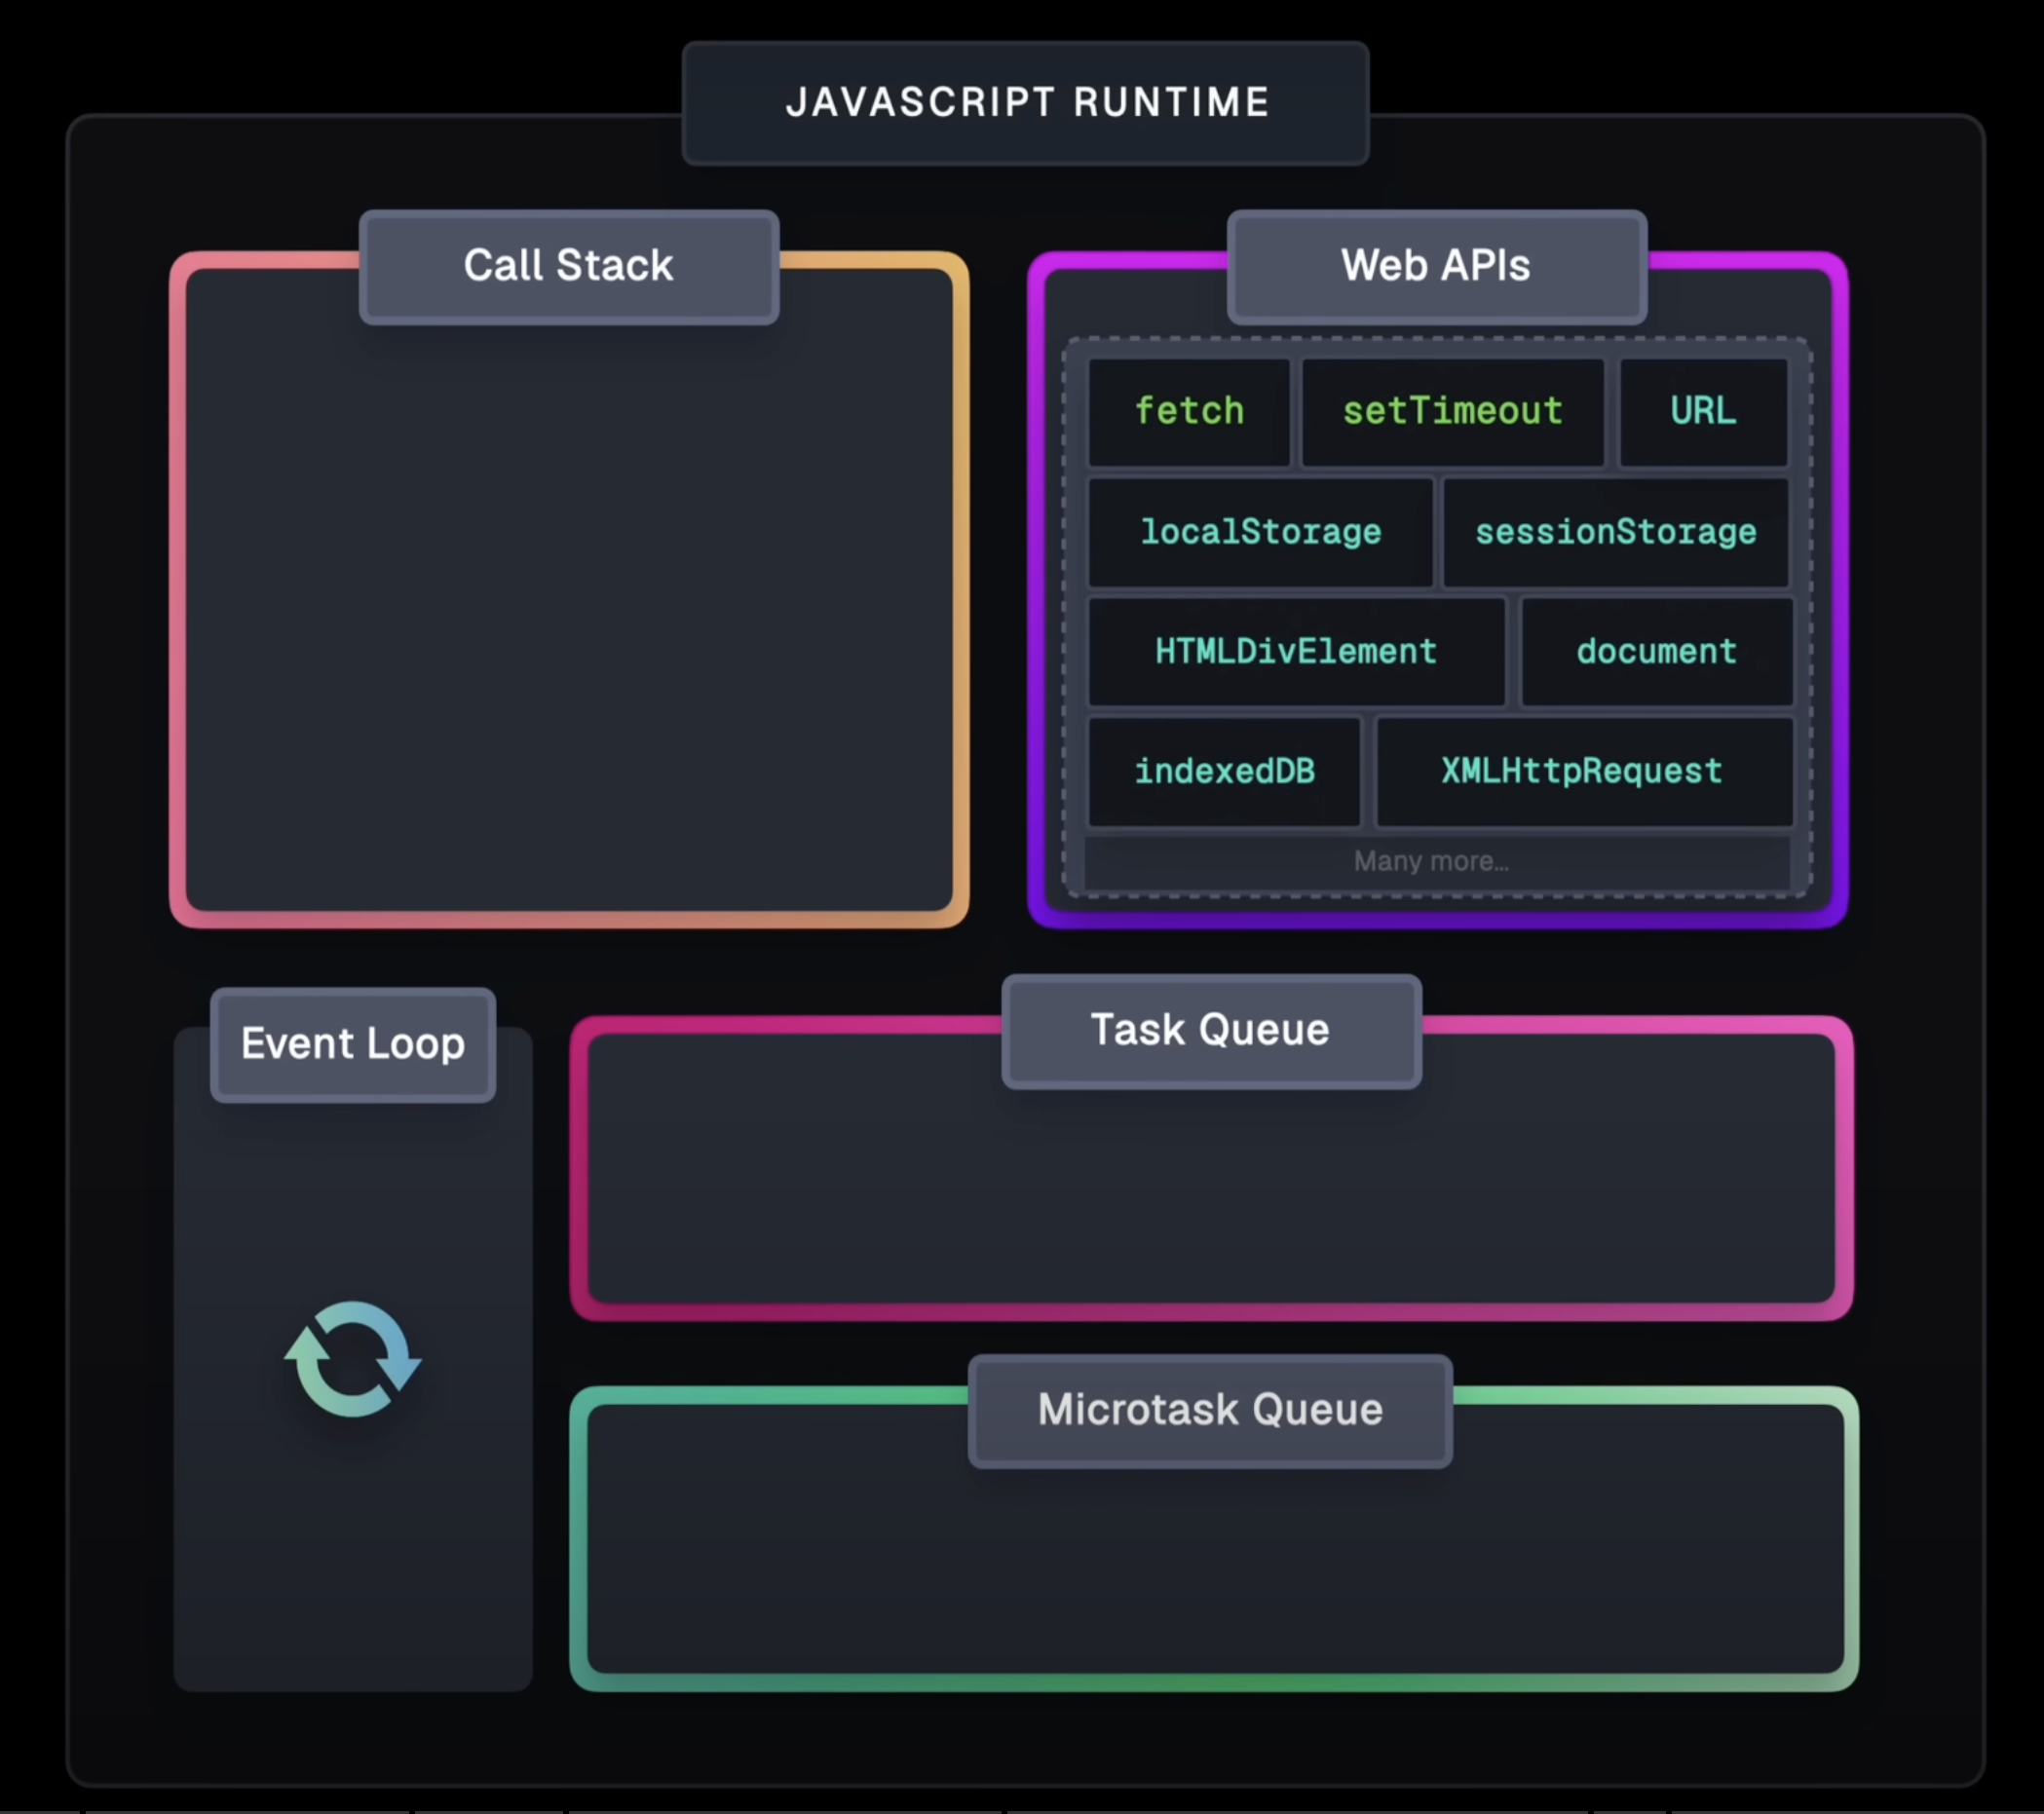 JAVASCRIPT RUNTIME
Call Stack
Web APIs
fetch
setTimeout
URL
localStorage
sessionStorage
HTMLDivElement
document
indexedDB
XMLHttpRequest
Many more...
Event Loop
Task Queue
Microtask Queue